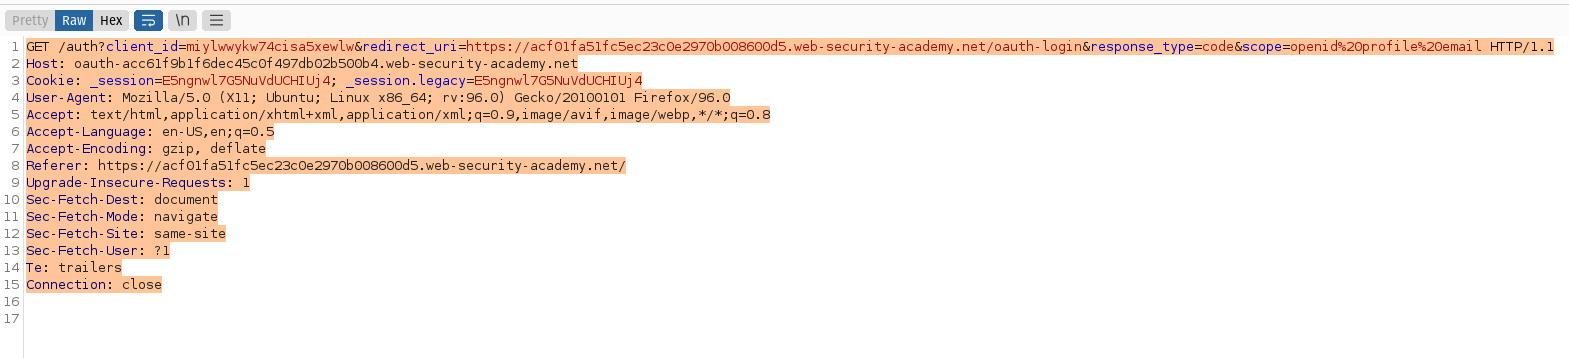 Pretty Raw Hex \n
1 GET /auth?client_id=miylwwykw74cisa5xewlw&redirect_uri=https://acf01fa51fc5ec23c0e2970b008600d5.web-security-academy.net/oauth-login&response_type=code&scope=openid%20profile%20email HTTP/1.1
2 Host: oauth-acc61f9b1f6dec45c0f497db02b500b4.web-security-academy.net
3 Cookie: _session=E5ngnwl7G5NuVdUCHIUj4; _session.legacy=E5ngnwl7G5NuVdUCHIUj4
4 User-Agent: Mozilla/5.0 (X11; Ubuntu; Linux x86_64; rv:96.0) Gecko/20100101 Firefox/96.0
5 Accept: text/html,application/xhtml+xml,application/xml;q=0.9,image/avif,image/webp,*/*;q=0.8
6 Accept-Language: en-US,en;q=0.5
7 Accept-Encoding: gzip, deflate
8 Referer: https://acf01fa51fc5ec23c0e2970b008600d5.web-security-academy.net/
9 Upgrade-Insecure-Requests: 1
10 Sec-Fetch-Dest: document
11 Sec-Fetch-Mode: navigate
12 Sec-Fetch-Site: same-site
13 Sec-Fetch-User: ?1
14 Te: trailers
15 Connection: close
16
17